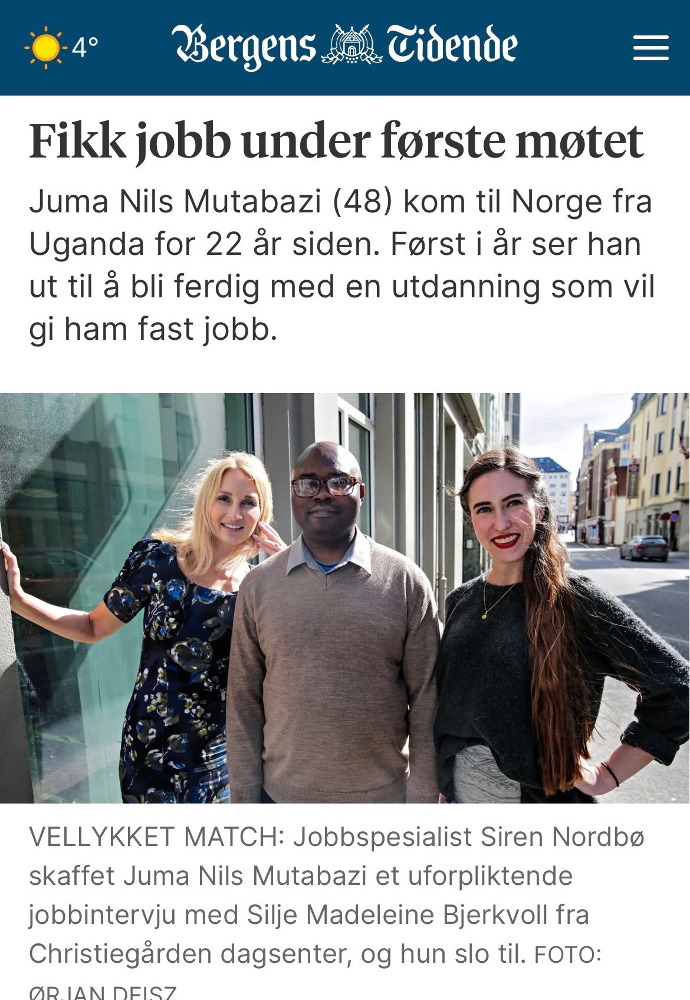 4°
Bergens Tidende
Fikk jobb under første møtet
Juma Nils Mutabazi (48) kom til Norge fra
Uganda for 22 år siden. Først i år ser han
ut til å bli ferdig med en utdanning som vil
gi ham fast jobb.
VELLYKKET MATCH: Jobbspesialist Siren Nordbø
skaffet Juma Nils Mutabazi et uforpliktende
jobbintervju med Silje Madeleine Bjerkvoll fra
Christiegården dagsenter, og hun slo til. FOTO:
ØRJAN DEISZ